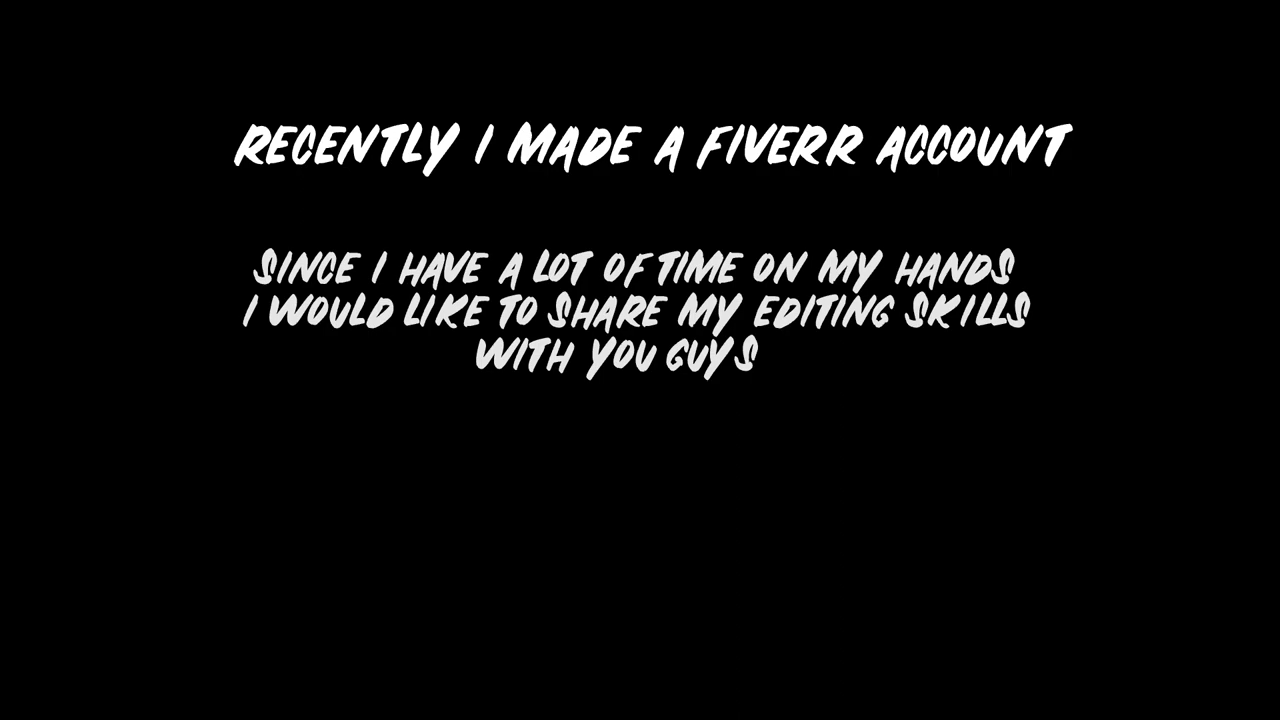 RECENTLY I MADE A FIVERR ACCOUNT
SINCE I HAVE A LOT OF TIME ON MY HANDS
I WOULD LIKE TO SHARE MY EDITING SKILLS
WITH YOU GUYS